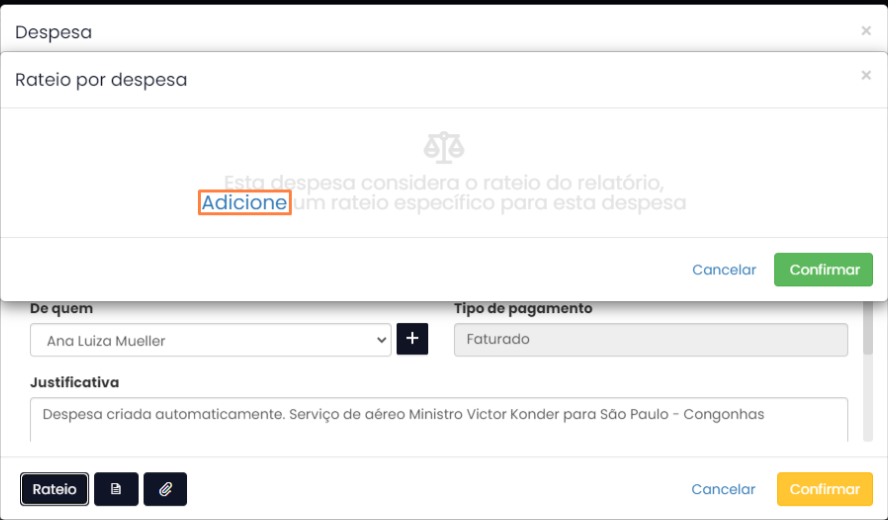 Despesa ×
Rateio por despesa ×
Esta despesa considera o rateio do relatório,
Adicione um rateio específico para esta despesa
Cancelar Confirmar
De quem Tipo de pagamento
Ana Luiza Mueller + Faturado
Justificativa
Despesa criada automaticamente. Serviço de aéreo Ministro Victor Konder para São Paulo - Congonhas
Rateio Cancelar Confirmar